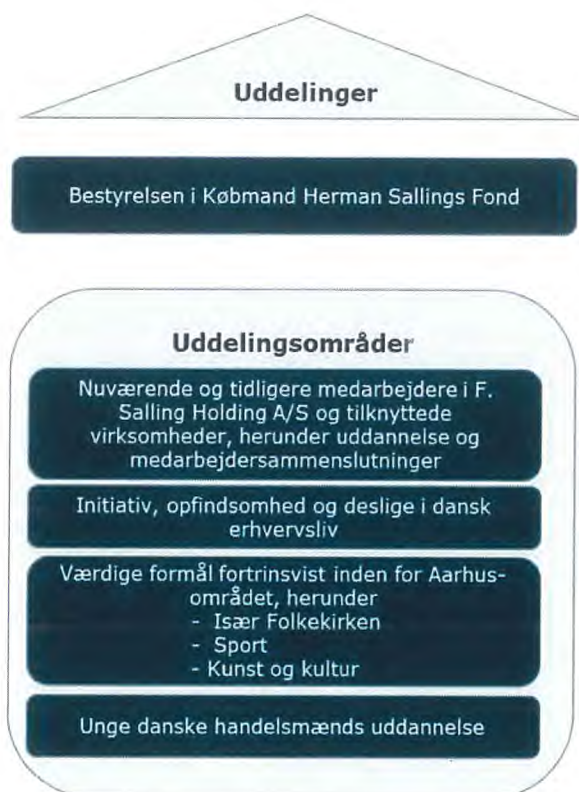 Uddelinger
Bestyrelsen i Købmand Herman Sallings Fond
Uddelingsområder
Nuværende og tidligere medarbejdere i F.
Salling Holding A/S og tilknyttede
virksomheder, herunder uddannelse og
medarbejdersammenslutninger
Initiativ, opfindsomhed og deslige i dansk
erhvervsliv
Værdige formål fortrinsvist inden for Aarhus-
området, herunder
- Især Folkekirken
- Sport
- Kunst og kultur
Unge danske handelsmænds uddannelse